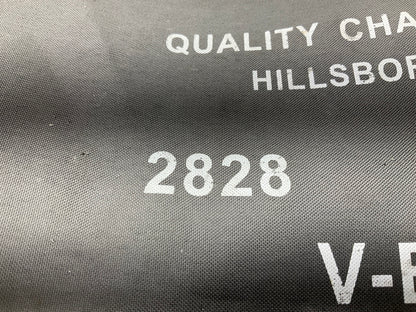 QUALITY CHA
HILLSBOR
2828
V-B